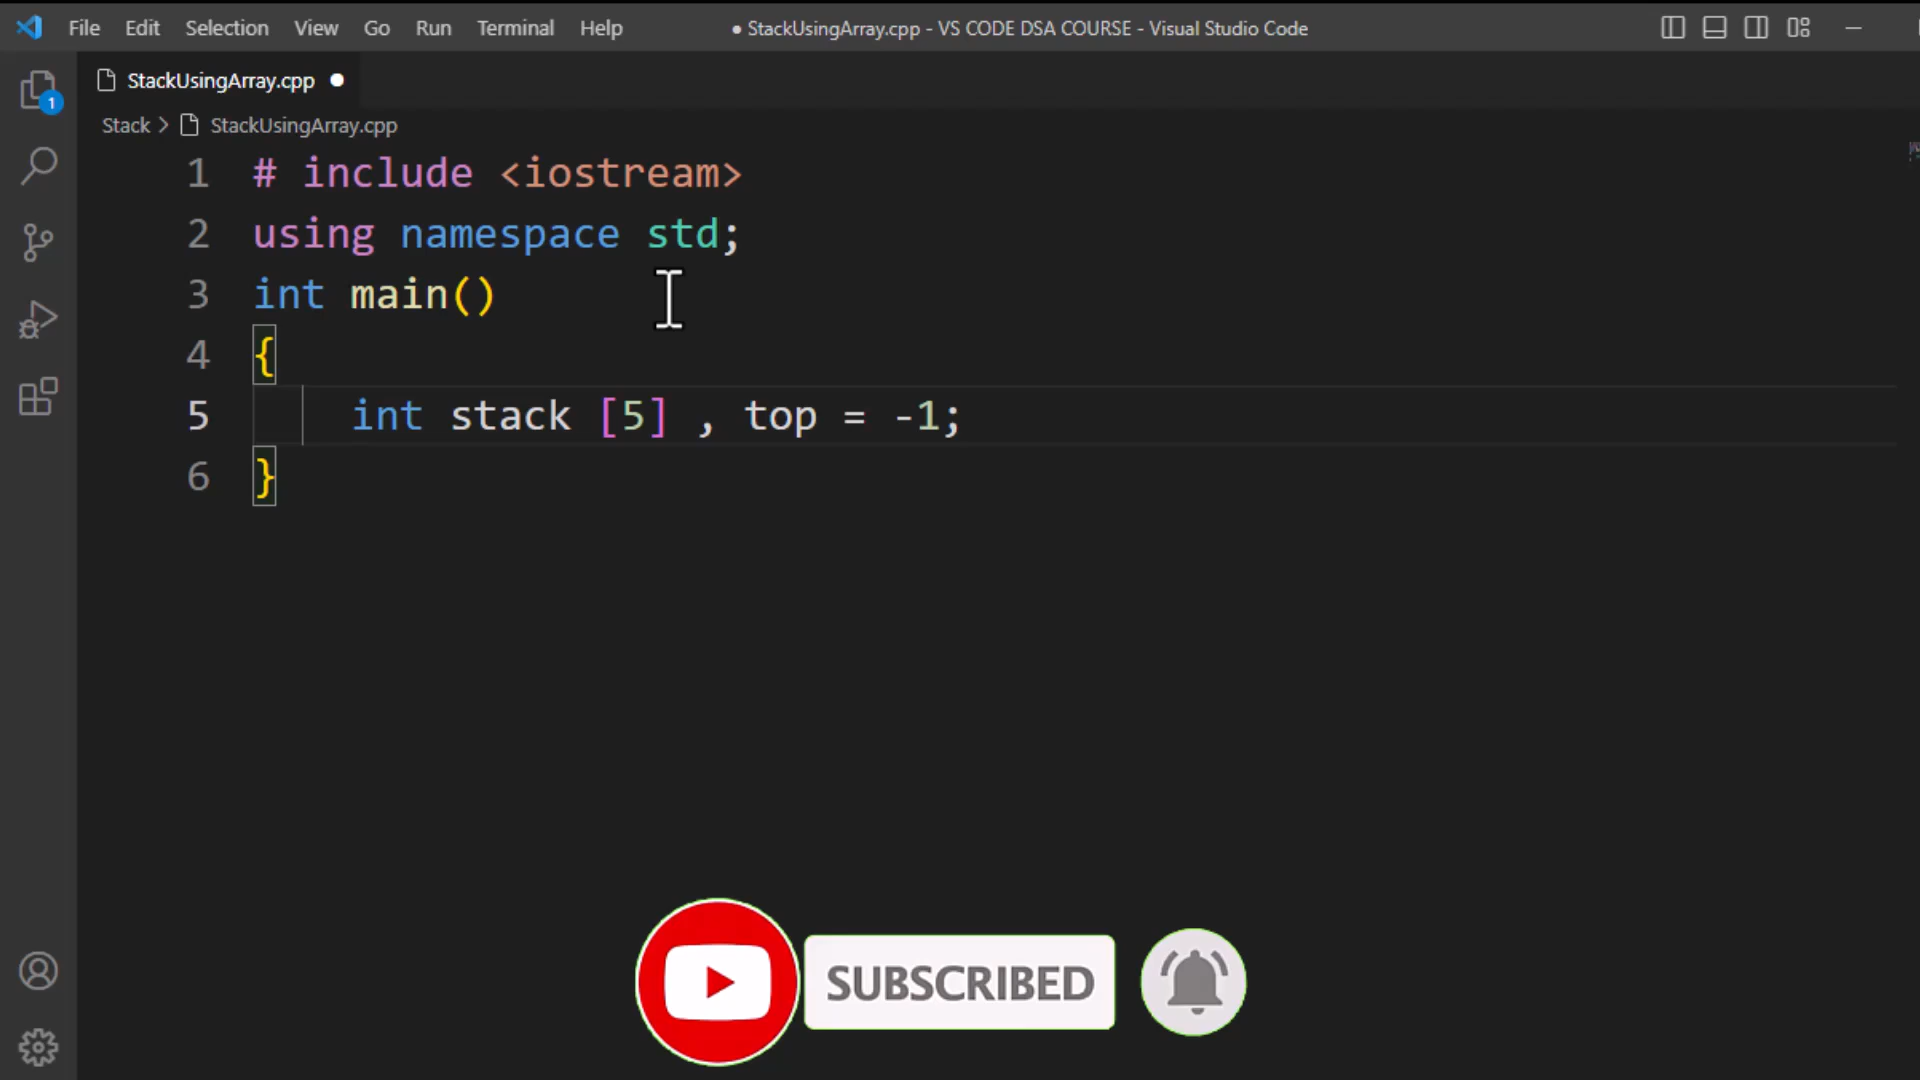 File Edit Selection View Go Run Terminal Help ● StackUsingArray.cpp - VS CODE DSA COURSE - Visual Studio Code
StackUsingArray.cpp ●
1
Stack > StackUsingArray.cpp
1 # include <iostream>
2 using namespace std;
3 int main()
4 {
5 int stack [5] , top = -1;
6 }
SUBSCRIBED